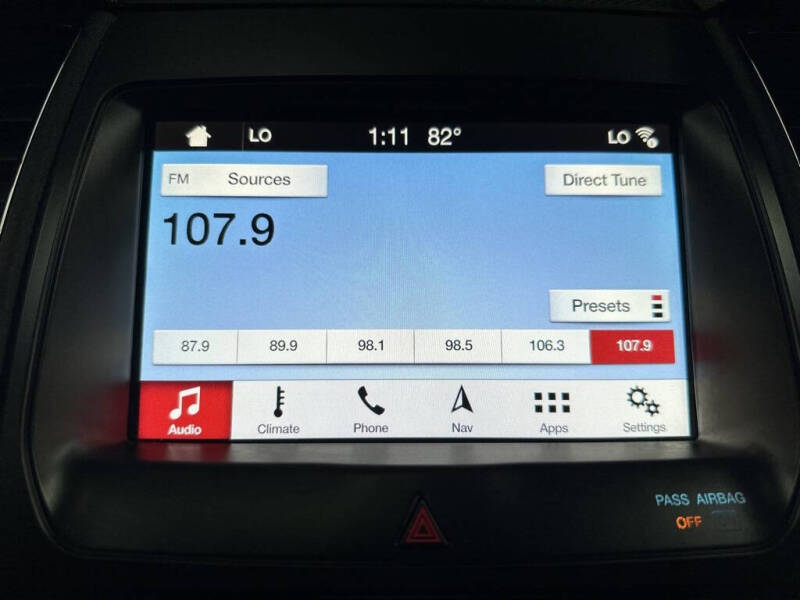 LO 1:11 82° LO
FM Sources Direct Tune
107.9
Presets
87.9 89.9 98.1 98.5 106.3 107.9
Audio Climate Phone Nav Apps Settings
PASS AIRBAG
OFF